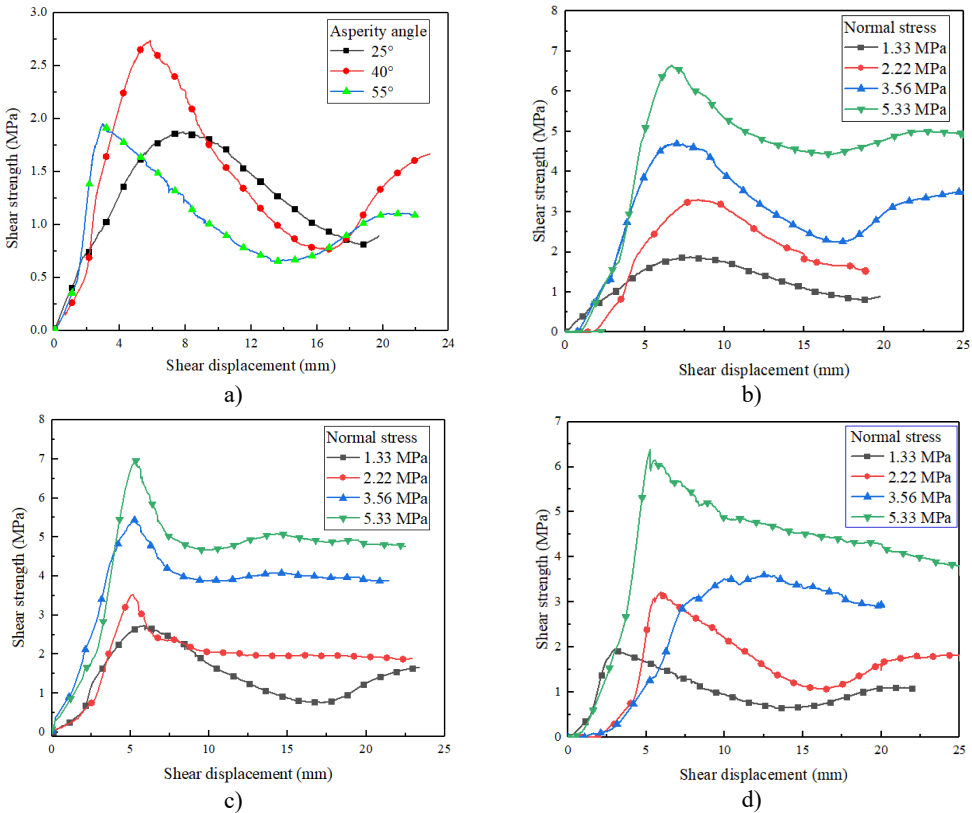 3.0
2.5
2.0
1.5
1.0
0.5
0.0
0 4 8 12 16 20 24
Shear strength (MPa)
Shear displacement (mm)
Asperity angle
25°
40°
55°
a)
8
7
6
5
4
3
2
1
0
0 5 10 15 20 25
Shear strength (MPa)
Shear displacement (mm)
Normal stress
1.33 MPa
2.22 MPa
3.56 MPa
5.33 MPa
b)
8
7
6
5
4
3
2
1
0
0 5 10 15 20 25
Shear strength (MPa)
Shear displacement (mm)
Normal stress
1.33 MPa
2.22 MPa
3.56 MPa
5.33 MPa
c)
7
6
5
4
3
2
1
0
0 5 10 15 20 25
Shear strength (MPa)
Shear displacement (mm)
Normal stress
1.33 MPa
2.22 MPa
3.56 MPa
5.33 MPa
d)